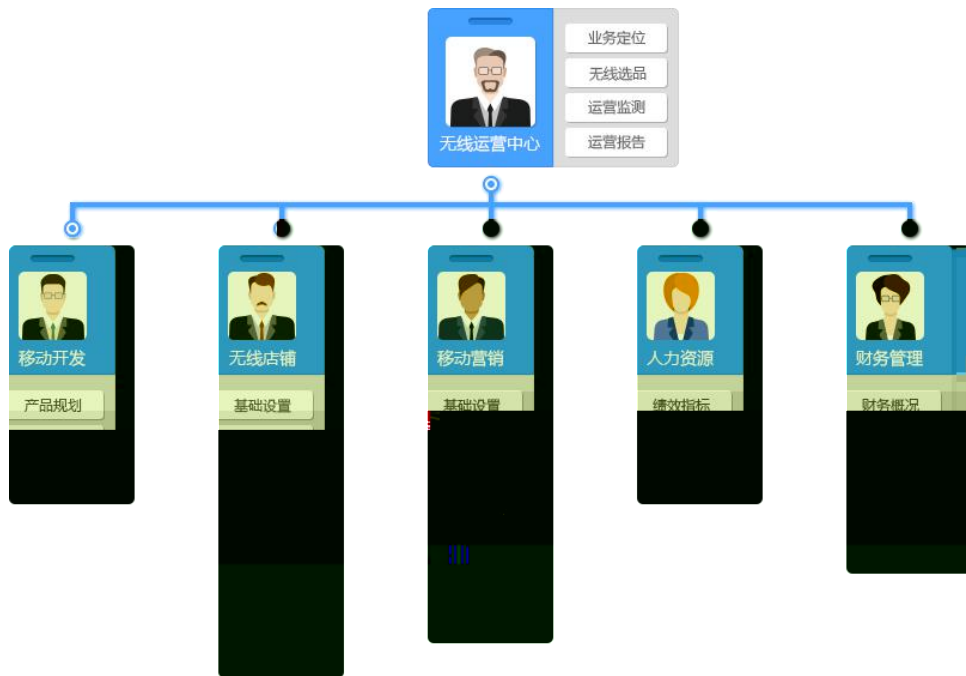 业务定位
无线选品
运营监测
运营报告
无线运营中心
移动开发
无线店铺
移动营销
人力资源
财务管理
产品规划
基础设置
基础设置
绩效指标
财务概况